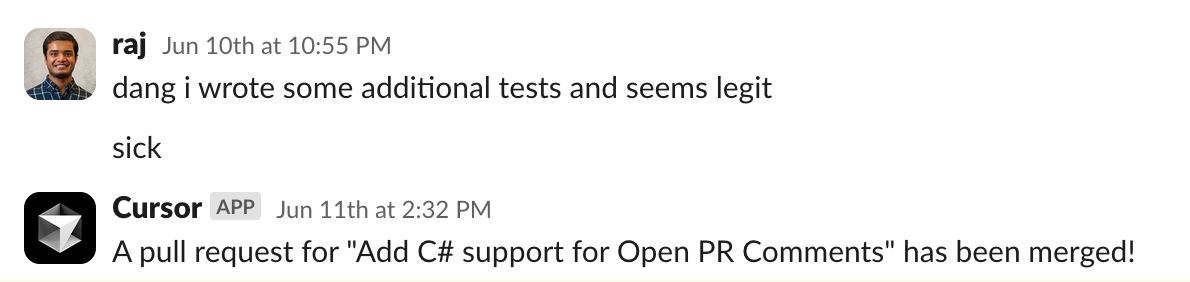 raj Jun 10th at 10:55 PM
dang i wrote some additional tests and seems legit
sick
Cursor APP Jun 11th at 2:32 PM
A pull request for "Add C# support for Open PR Comments" has been merged!